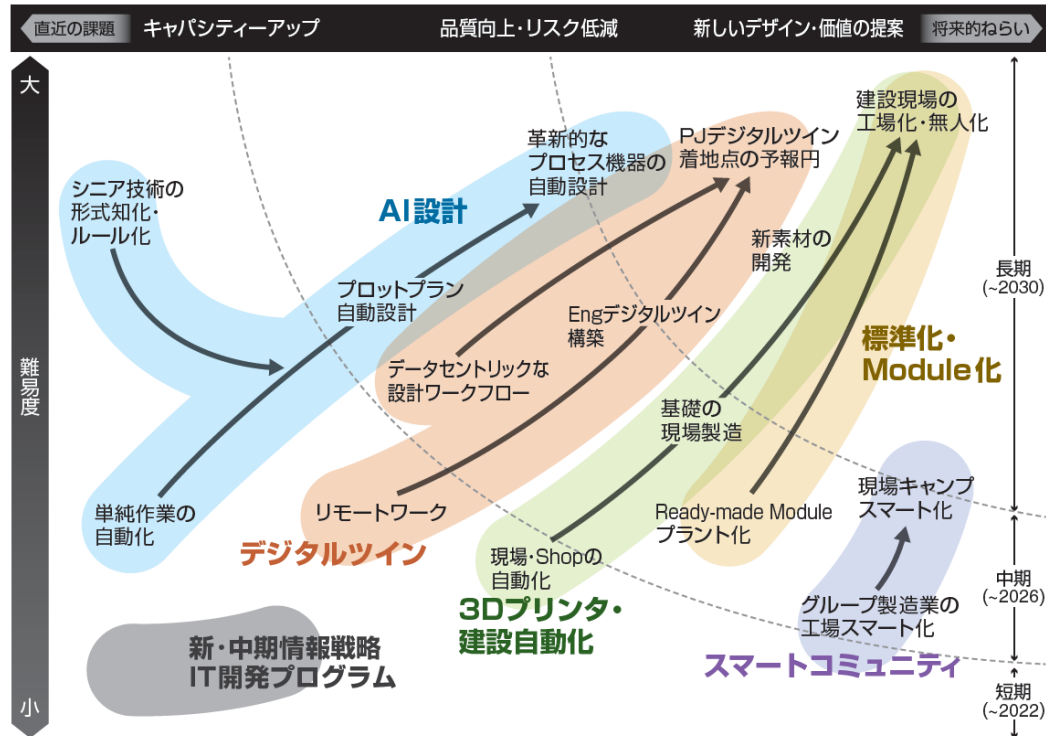 直近の課題
キャパシティーアップ
品質向上・リスク低減
新しいデザイン・価値の提案
将来的ねらい
大
難易度
小
シニア技術の
形式知化・
ルール化
AI設計
革新的な
プロセス機器の
自動設計
プロットプラン
自動設計
単純作業の
自動化
PJデジタルツイン
着地点の予報円
Engデジタルツイン
構築
データセントリックな
設計ワークフロー
リモートワーク
デジタルツイン
建設現場の
工場化・無人化
新素材の
開発
基礎の
現場製造
現場・Shopの
自動化
3Dプリンタ・
建設自動化
標準化・
Module化
Ready-made Module
プラント化
現場キャンプ
スマート化
グループ製造業の
工場スマート化
スマートコミュニティ
新・中期情報戦略
IT開発プログラム
長期
(~2030)
中期
(~2026)
短期
(~2022)